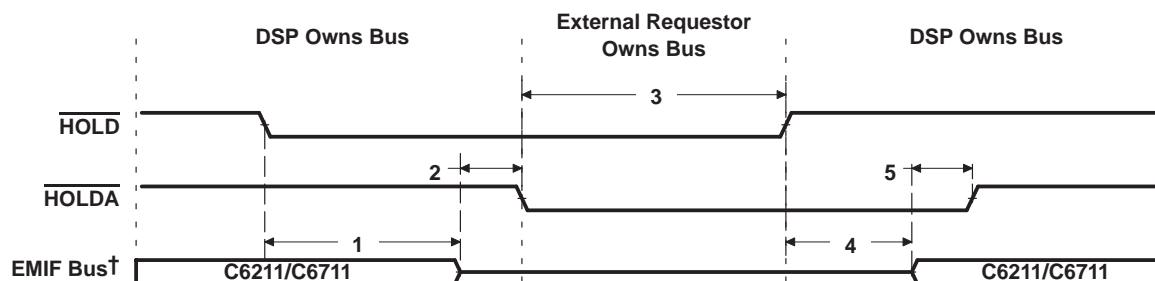 DSP Owns Bus
External Requestor
Owns Bus
DSP Owns Bus
3
HOLD
2
5
HOLDA
1
4
EMIF Bus†
C6211/C6711
C6211/C6711